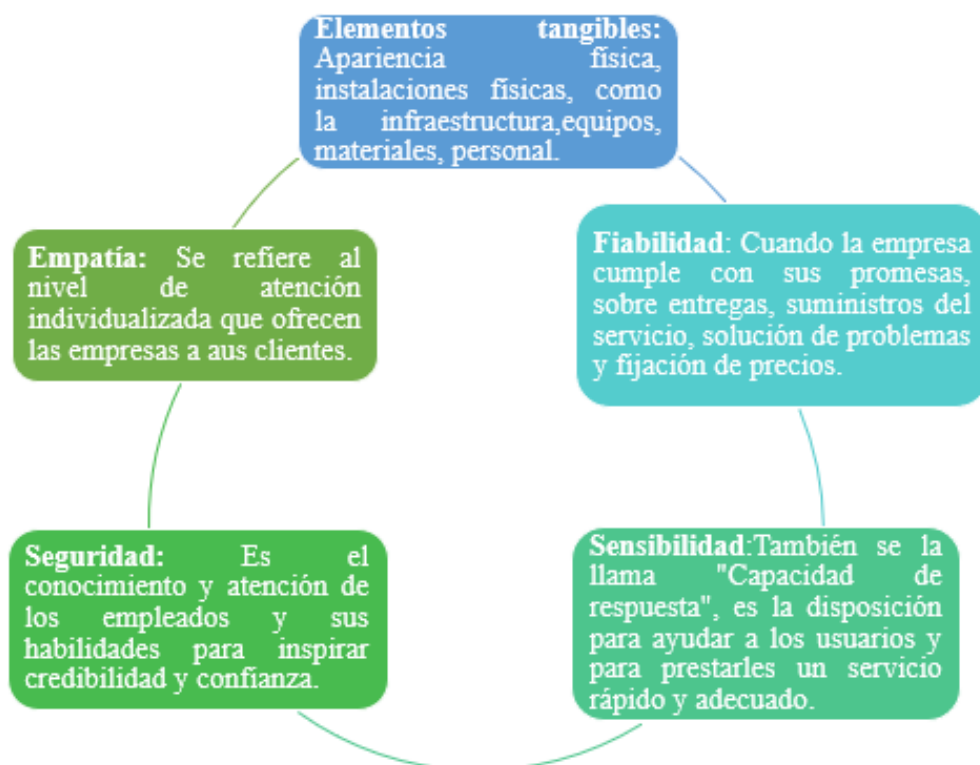 Elementos tangibles:
Apariencia física,
instalaciones físicas, como
la infraestructura,equipos,
materiales, personal.
Fiabilidad: Cuando la empresa
cumple con sus promesas,
sobre entregas, suministros del
servicio, solución de problemas
y fijación de precios.
Sensibilidad:También se la
llama "Capacidad de
respuesta", es la disposición
para ayudar a los usuarios y
para prestarles un servicio
rápido y adecuado.
Seguridad: Es el
conocimiento y atención de
los empleados y sus
habilidades para inspirar
credibilidad y confianza.
Empatía: Se refiere al
nivel de atención
individualizada que ofrecen
las empresas a aus clientes.